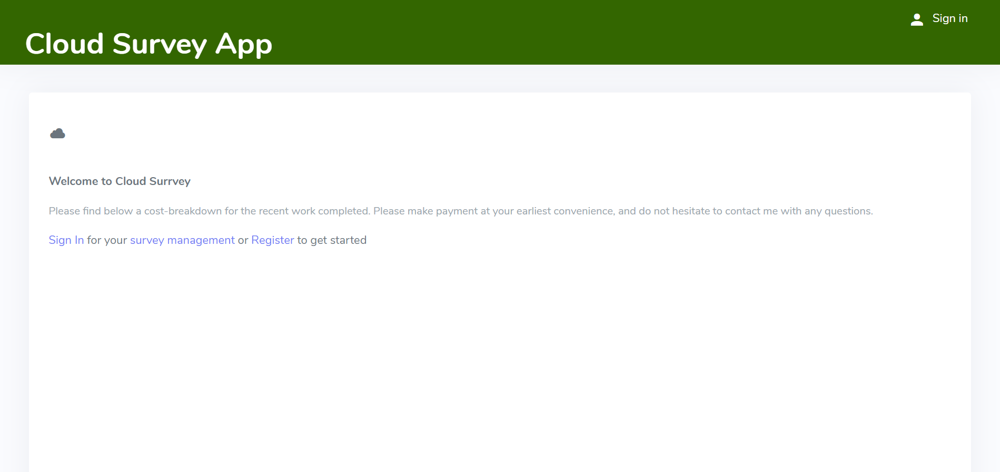 Sign in
Cloud Survey App
Welcome to Cloud Surrvey
Please find below a cost-breakdown for the recent work completed. Please make payment at your earliest convenience, and do not hesitate to contact me with any questions.
Sign In for your survey management or Register to get started